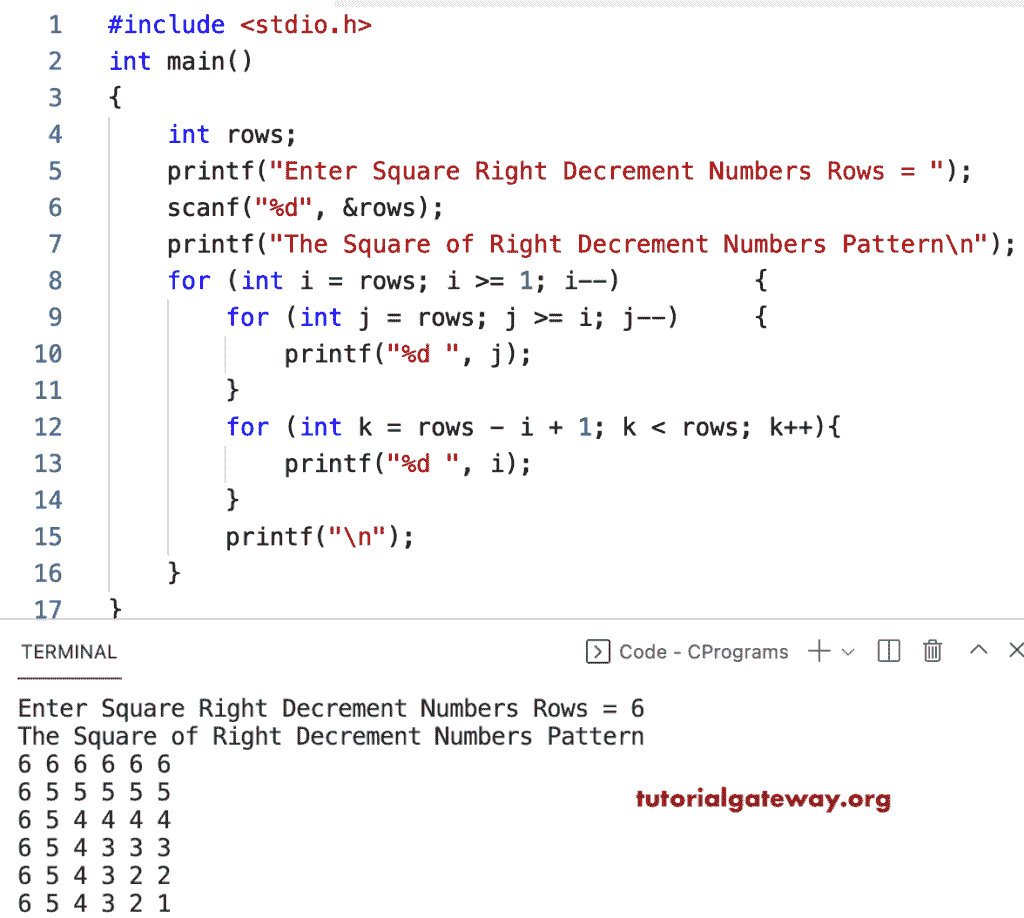 1 #include <stdio.h>
2 int main()
3 {
4 int rows;
5 printf("Enter Square Right Decrement Numbers Rows = ");
6 scanf("%d", &rows);
7 printf("The Square of Right Decrement Numbers Pattern\n");
8 for (int i = rows; i >= 1; i--) {
9 for (int j = rows; j >= i; j--) {
10 printf("%d ", j);
11 }
12 for (int k = rows - i + 1; k < rows; k++){
13 printf("%d ", i);
14 }
15 printf("\n");
16 }
17 }
TERMINAL Code - CPrograms
Enter Square Right Decrement Numbers Rows = 6
The Square of Right Decrement Numbers Pattern
6 6 6 6 6 6
6 5 5 5 5 5
tutorialgateway.org
6 5 4 4 4 4
6 5 4 3 3 3
6 5 4 3 2 2
6 5 4 3 2 1